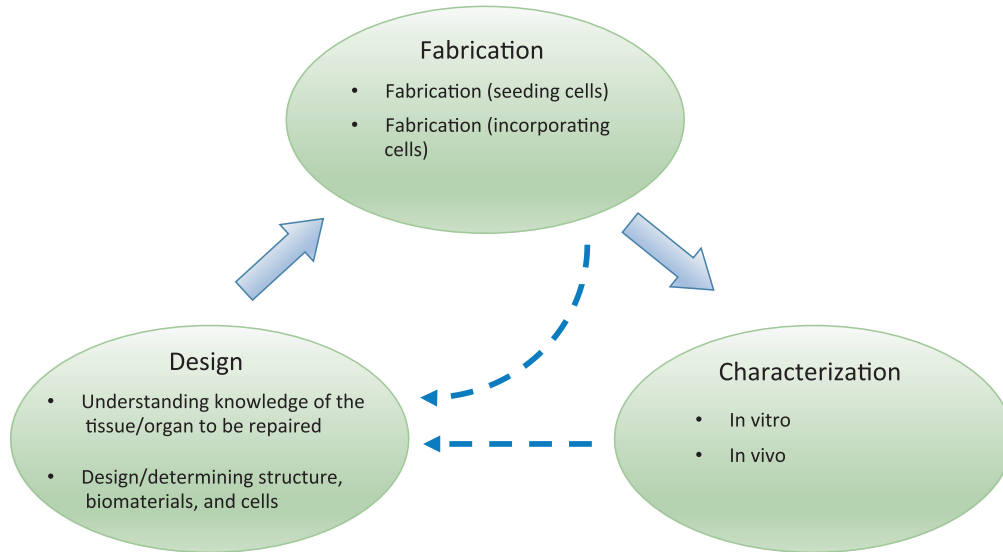 Fabrication
• Fabrication (seeding cells)
• Fabrication (incorporating
cells)
Design
• Understanding knowledge of the
tissue/organ to be repaired
• Design/determining structure,
biomaterials, and cells
Characterization
• In vitro
• In vivo